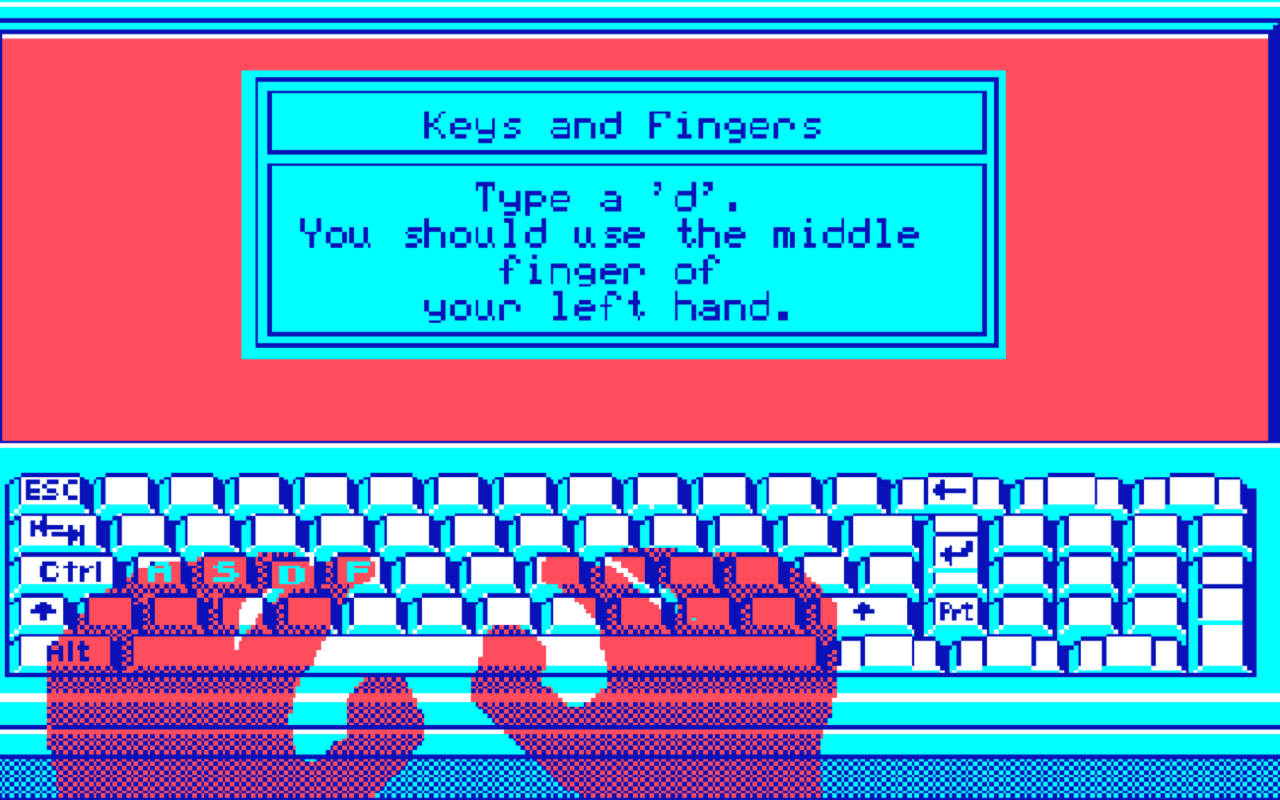 Keys and Fingers
Type a 'd'.
You should use the middle
finger of
your left hand.
ESC
Ctrl A S D F
Prt
Alt